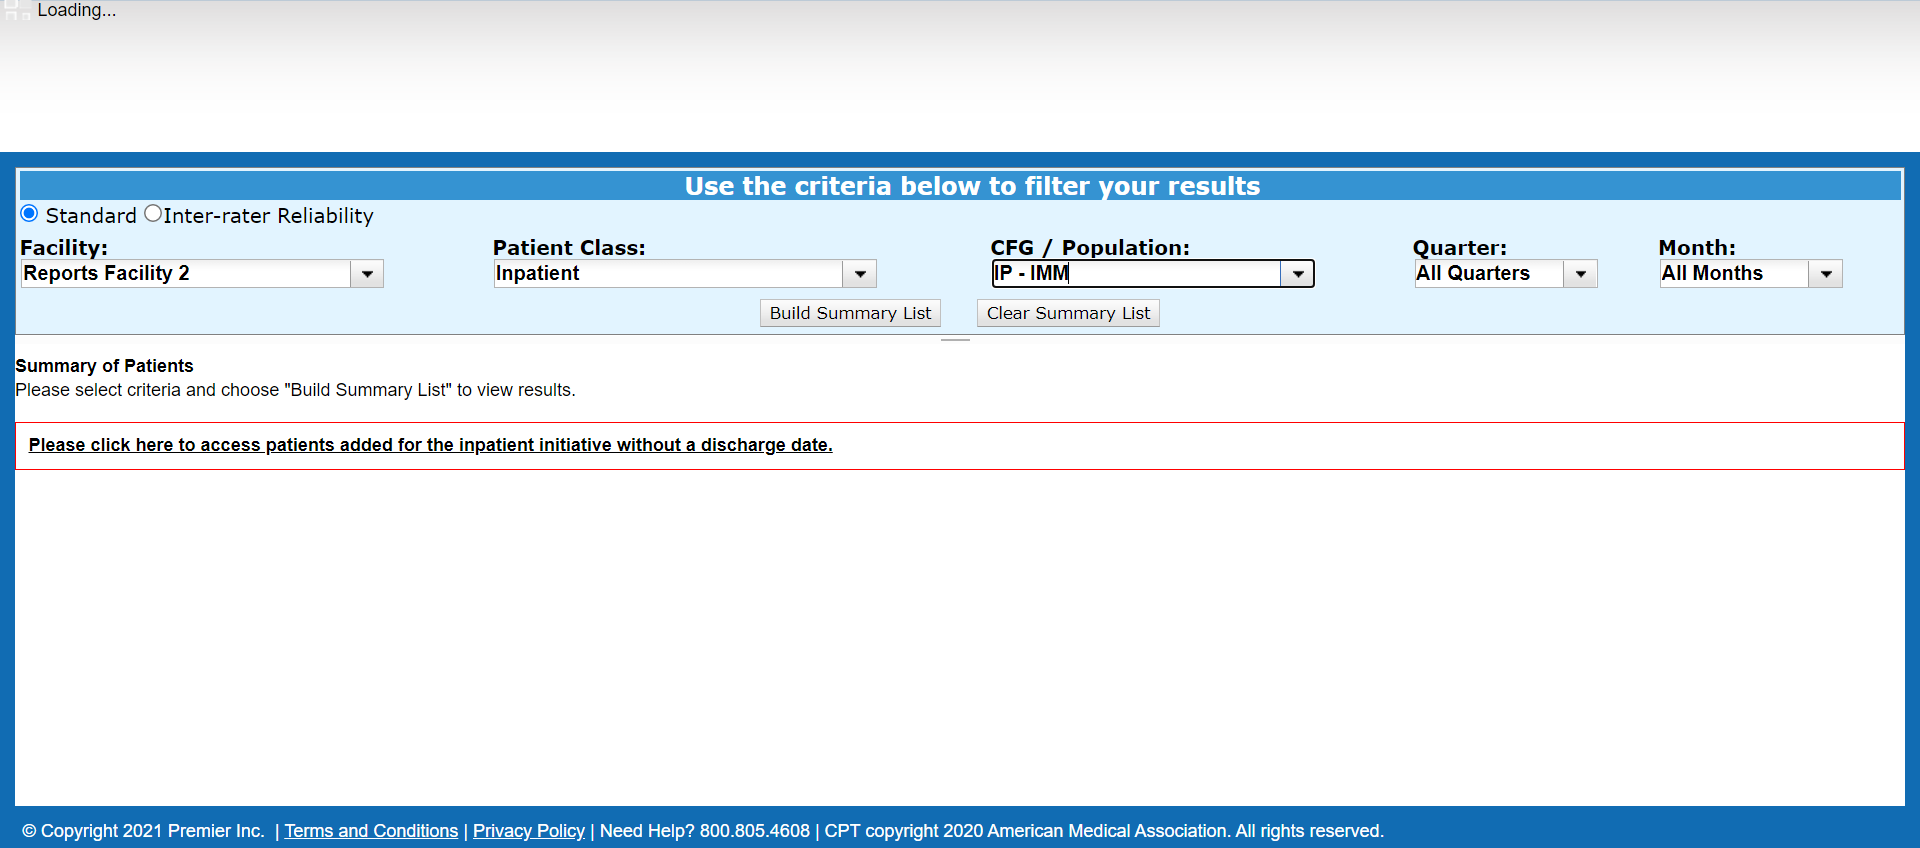 Loading...
Use the criteria below to filter your results
Standard Inter-rater Reliability
Facility: Patient Class: CFG / Population: Quarter: Month:
Reports Facility 2 Inpatient IP - IMM All Quarters All Months
Build Summary List Clear Summary List
Summary of Patients
Please select criteria and choose "Build Summary List" to view results.
Please click here to access patients added for the inpatient initiative without a discharge date.
© Copyright 2021 Premier Inc. | Terms and Conditions | Privacy Policy | Need Help? 800.805.4608 | CPT copyright 2020 American Medical Association. All rights reserved.